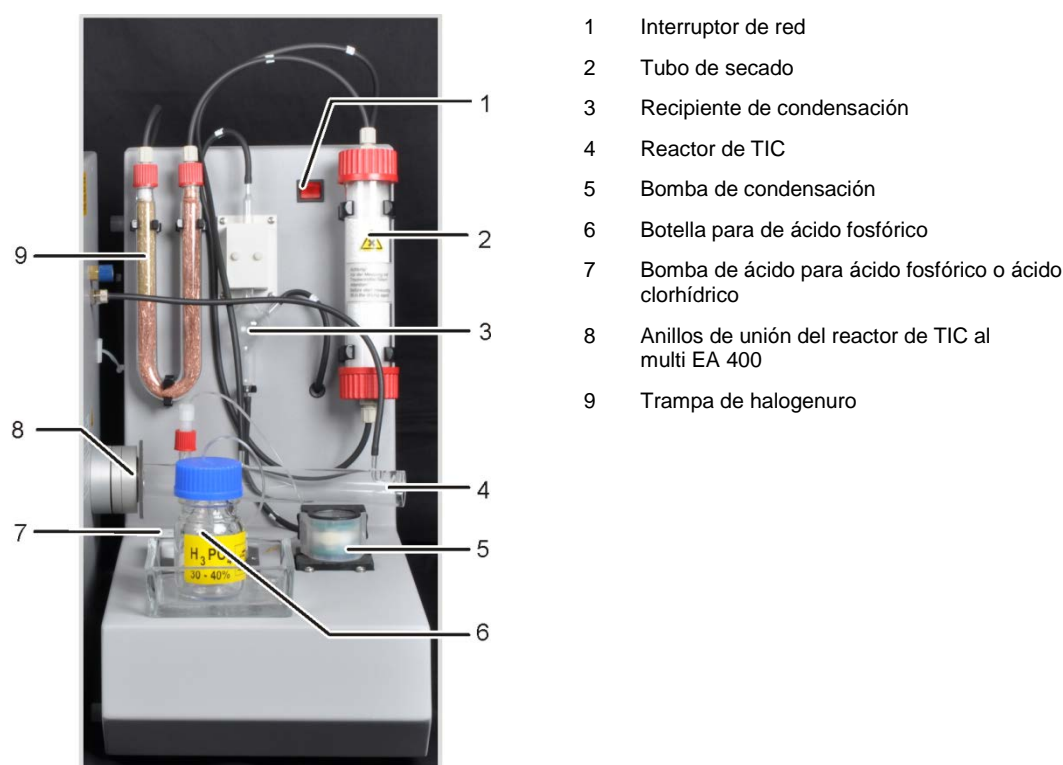 1 Interruptor de red
2 Tubo de secado
3 Recipiente de condensación
4 Reactor de TIC
5 Bomba de condensación
6 Botella para de ácido fosfórico
7 Bomba de ácido para ácido fosfórico o ácido
clorhídrico
8 Anillos de unión del reactor de TIC al
multi EA 400
9 Trampa de halogenuro
1
2
9
3
8
4
7
5
6
H3PO
30 - 40%